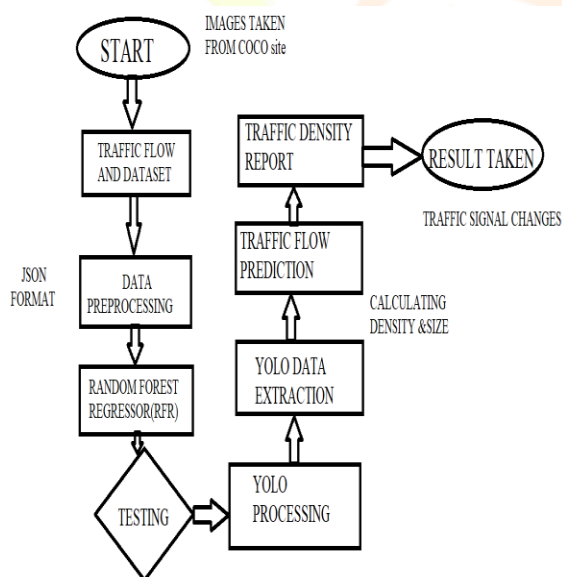 START
IMAGES TAKEN
FROM COCO site
TRAFFIC FLOW
AND DATASET
JSON
FORMAT
DATA
PREPROCESSING
RANDOM FOREST
REGRESSOR(RFR)
TESTING
YOLO
PROCESSING
YOLO DATA
EXTRACTION
CALCULATING
DENSITY &SIZE
TRAFFIC FLOW
PREDICTION
TRAFFIC DENSITY
REPORT
RESULT TAKEN
TRAFFIC SIGNAL CHANGES